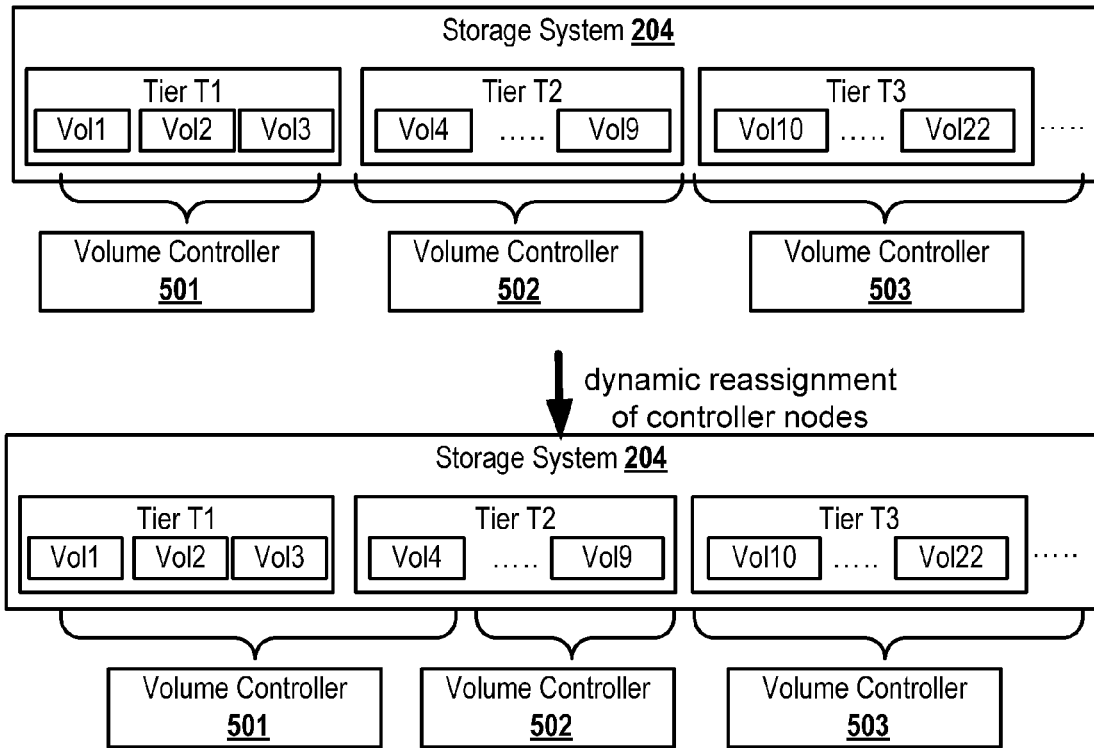 Storage System 204
Tier T1 Tier T2 Tier T3
Vol1 Vol2 Vol3 Vol4 ..... Vol9 Vol10 ..... Vol22 .....
Volume Controller Volume Controller Volume Controller
501 502 503
dynamic reassignment
of controller nodes
Storage System 204
Tier T1 Tier T2 Tier T3
Vol1 Vol2 Vol3 Vol4 ..... Vol9 Vol10 ..... Vol22 .....
Volume Controller Volume Controller Volume Controller
501 502 503